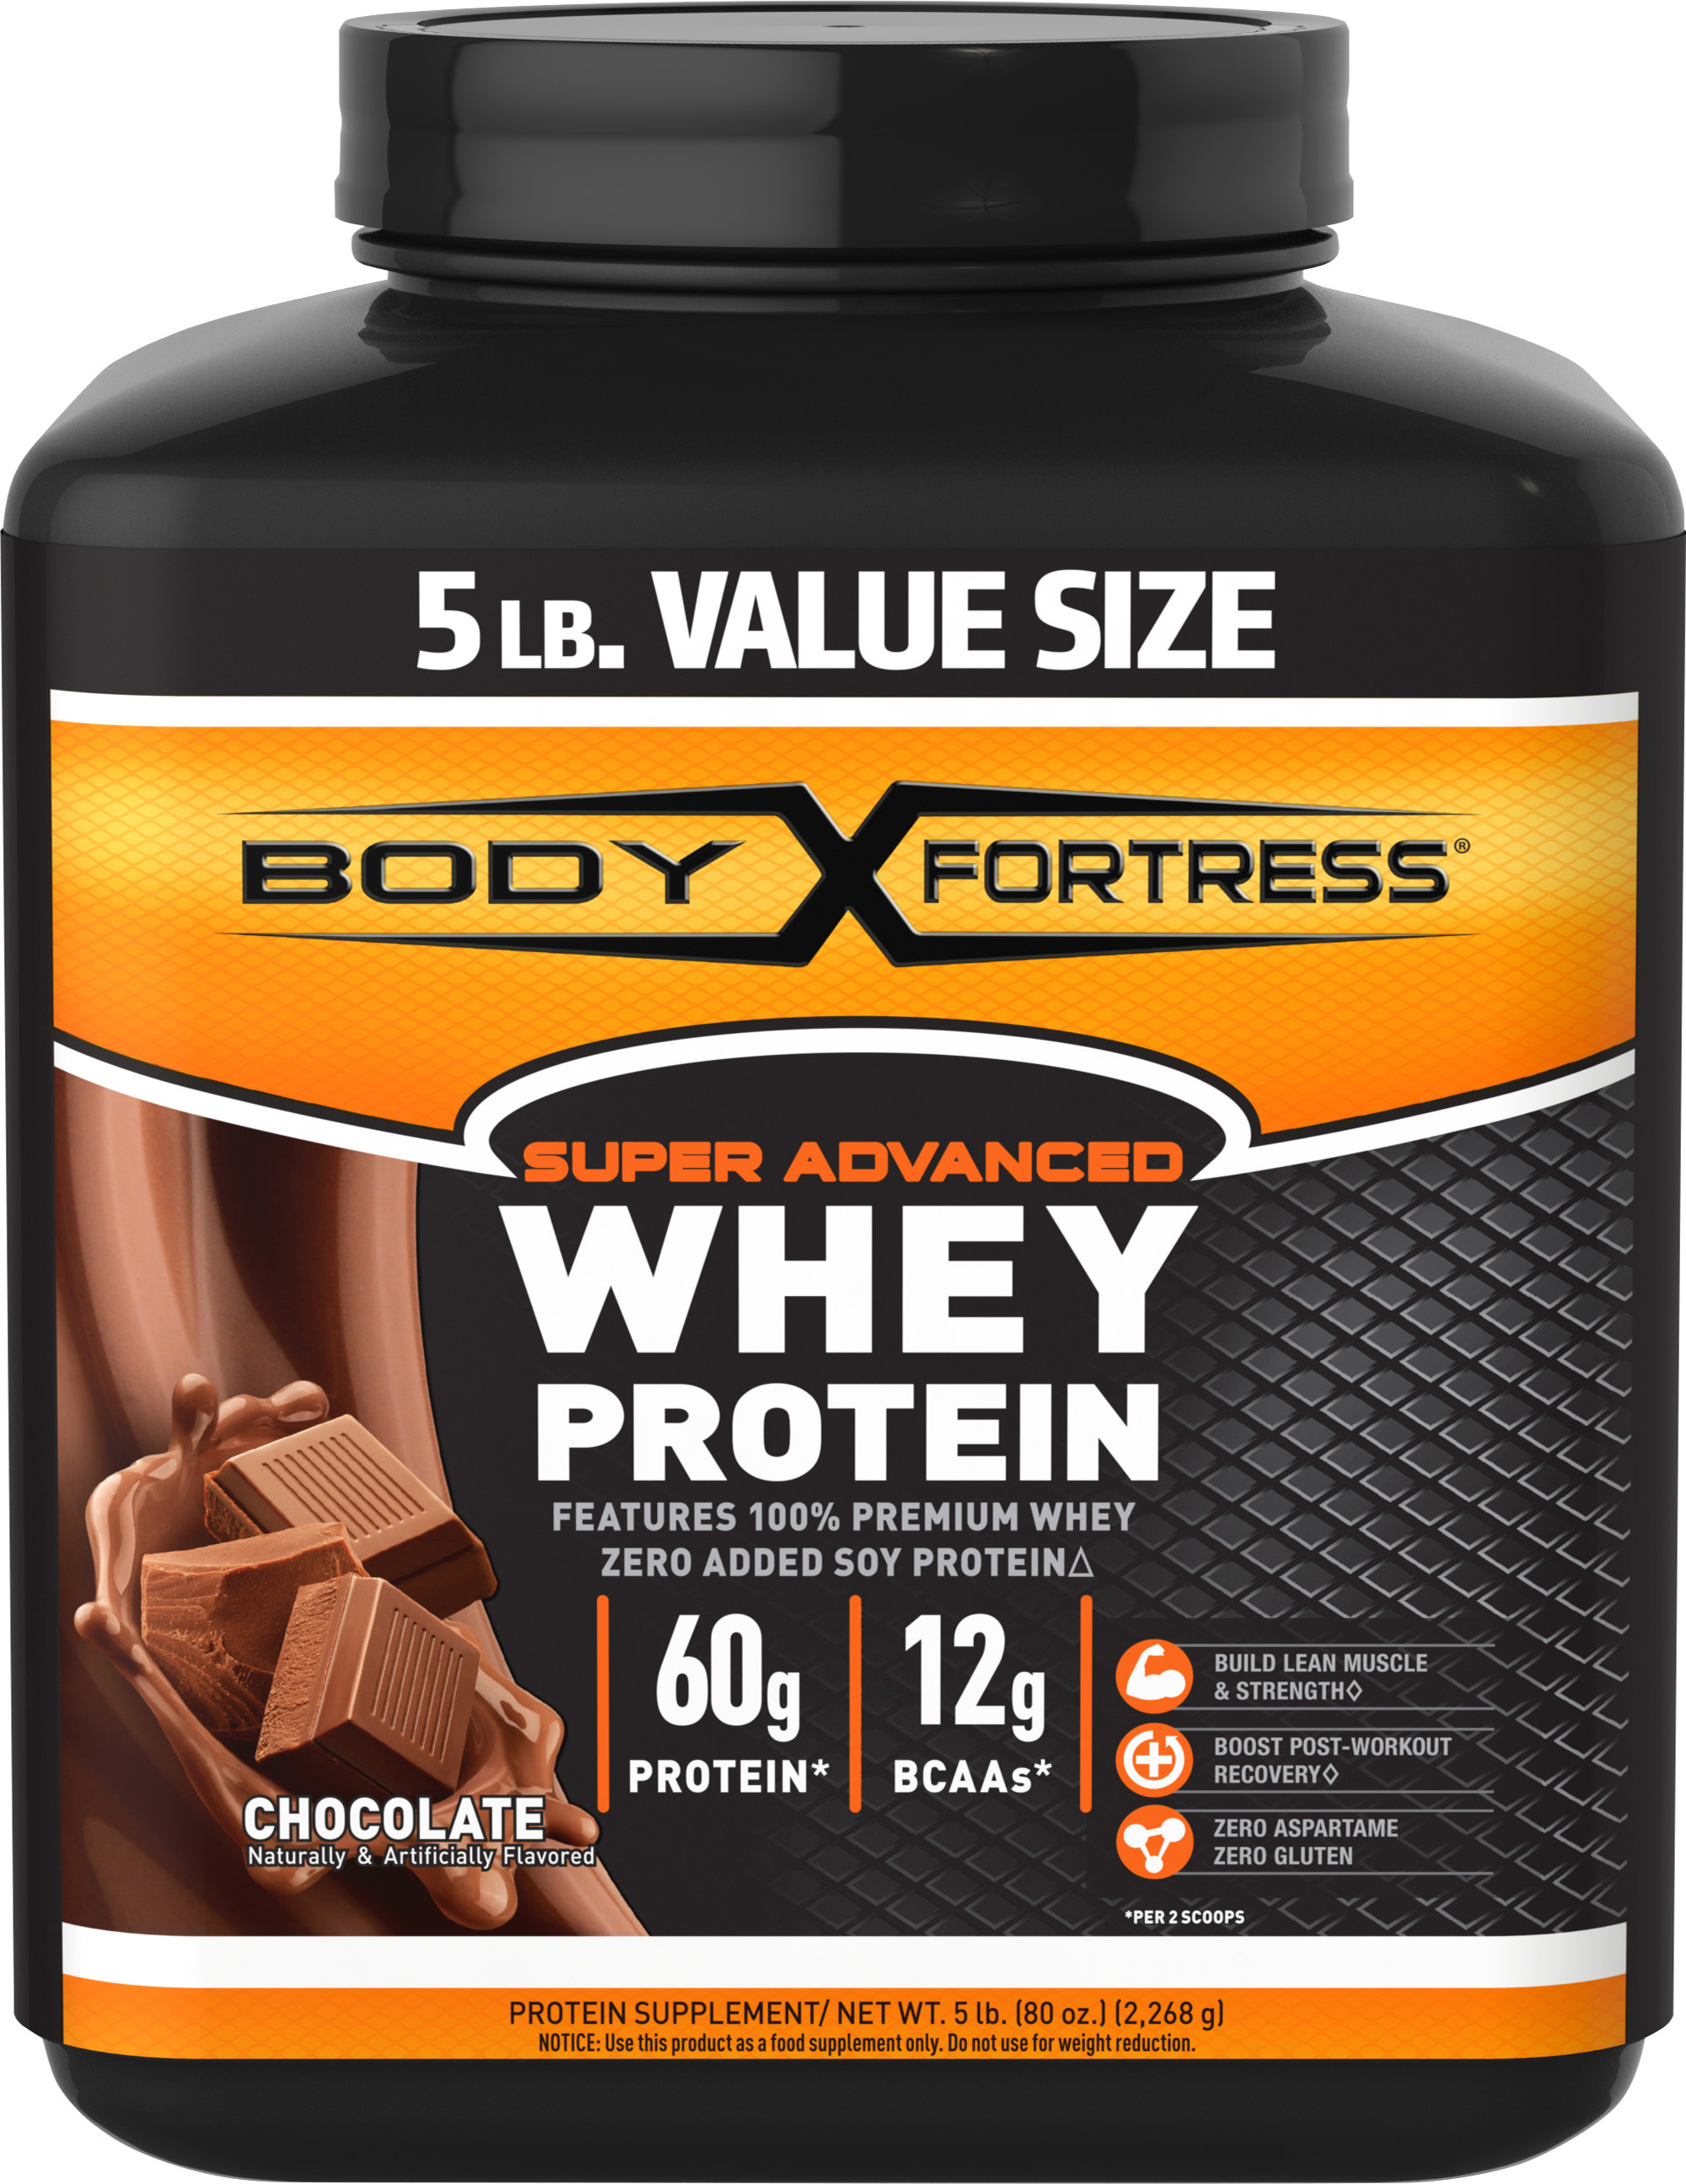 5 LB. VALUE SIZE
BODY FORTRESS®
SUPER ADVANCED
WHEY
PROTEIN
FEATURES 100% PREMIUM WHEY
ZERO ADDED SOY PROTEIN△
60g
PROTEIN*
12g
BCAAs*
BUILD LEAN MUSCLE
& STRENGTH◊
BOOST POST-WORKOUT
RECOVERY◊
ZERO ASPARTAME
ZERO GLUTEN
*PER 2 SCOOPS
CHOCOLATE
Naturally & Artificially Flavored
PROTEIN SUPPLEMENT/ NET WT. 5 lb. (80 oz.) (2,268 g)
NOTICE: Use this product as a food supplement only. Do not use for weight reduction.